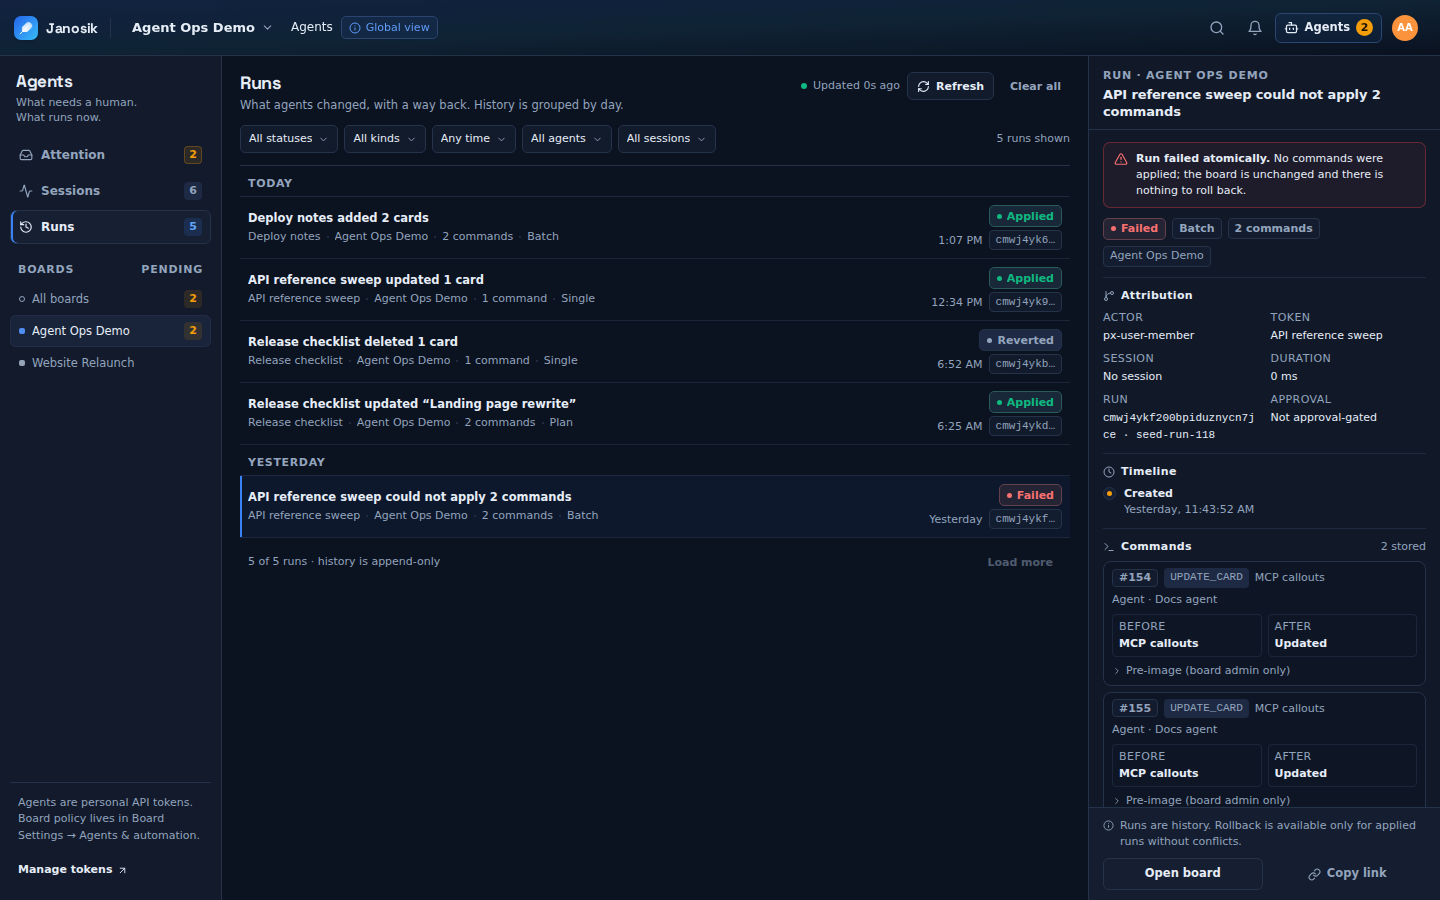 Janosik
Agent Ops Demo
Agents
Global view
Agents 2
AA
Agents
What needs a human.
What runs now.
Attention 2
Sessions 6
Runs 5
BOARDS PENDING
All boards 2
Agent Ops Demo 2
Website Relaunch
Agents are personal API tokens.
Board policy lives in Board
Settings → Agents & automation.
Manage tokens
Runs
What agents changed, with a way back. History is grouped by day.
Updated 0s ago
Refresh
Clear all
All statuses
All kinds
Any time
All agents
All sessions
5 runs shown
TODAY
Deploy notes added 2 cards
Applied
Deploy notes · Agent Ops Demo · 2 commands · Batch
1:07 PM cmwj4yk6…
API reference sweep updated 1 card
Applied
API reference sweep · Agent Ops Demo · 1 command · Single
12:34 PM cmwj4yk9…
Release checklist deleted 1 card
Reverted
Release checklist · Agent Ops Demo · 1 command · Single
6:52 AM cmwj4ykb…
Release checklist updated “Landing page rewrite”
Applied
Release checklist · Agent Ops Demo · 2 commands · Plan
6:25 AM cmwj4ykd…
YESTERDAY
API reference sweep could not apply 2 commands
Failed
API reference sweep · Agent Ops Demo · 2 commands · Batch
Yesterday cmwj4ykf…
5 of 5 runs · history is append-only
Load more
RUN · AGENT OPS DEMO
API reference sweep could not apply 2
commands
Run failed atomically. No commands were
applied; the board is unchanged and there is
nothing to roll back.
Failed
Batch
2 commands
Agent Ops Demo
Attribution
ACTOR TOKEN
px-user-member API reference sweep
SESSION DURATION
No session 0 ms
RUN APPROVAL
cmwj4ykf200bpiduznycn7j Not approval-gated
ce · seed-run-118
Timeline
Created
Yesterday, 11:43:52 AM
Commands 2 stored
#154 UPDATE_CARD MCP callouts
Agent · Docs agent
BEFORE AFTER
MCP callouts Updated
Pre-image (board admin only)
#155 UPDATE_CARD MCP callouts
Agent · Docs agent
BEFORE AFTER
MCP callouts Updated
Pre-image (board admin only)
Runs are history. Rollback is available only for applied
runs without conflicts.
Open board
Copy link